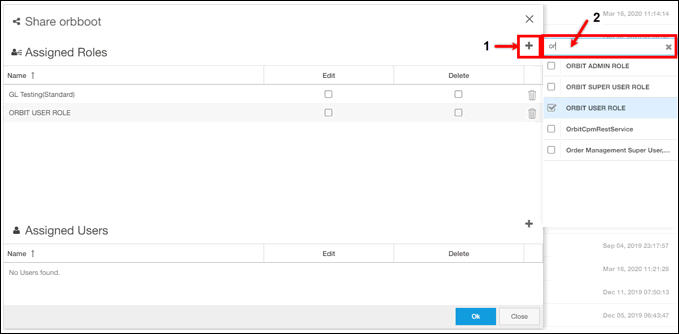 Share orbboot
Mar 16, 2020 11:14:14
1
2
Assigned Roles
or
Name
Edit
Delete
GL Testing(Standard)
ORBIT USER ROLE
ORBIT ADMIN ROLE
ORBIT SUPER USER ROLE
ORBIT USER ROLE
OrbitCpmRestService
Order Management Super User,...
Assigned Users
Name
Edit
Delete
No Users found.
Sep 04, 2019 23:17:57
Mar 16, 2020 11:21:28
Dec 11, 2019 07:50:13
Dec 05, 2019 06:43:47
Ok
Close